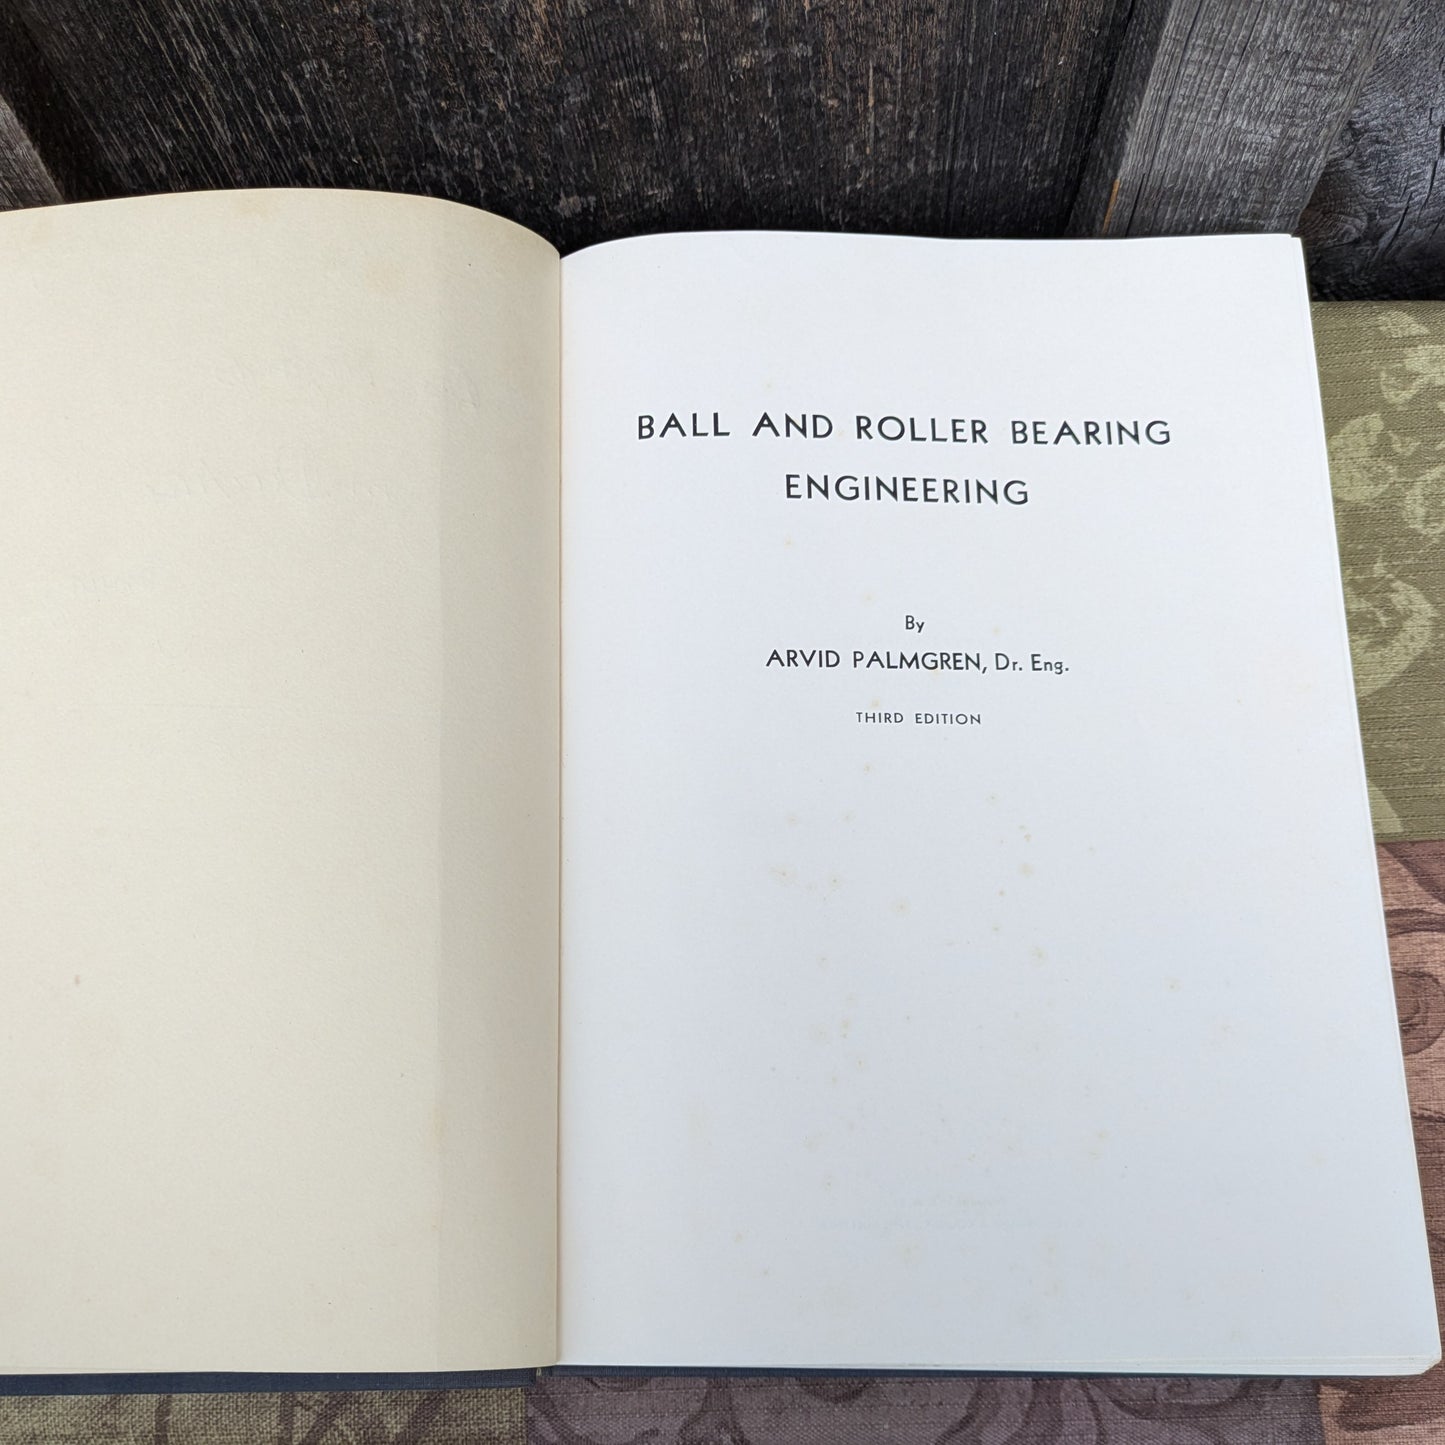 BALL AND ROLLER BEARING
ENGINEERING
By
ARVID PALMGREN, Dr. Eng.
THIRD EDITION